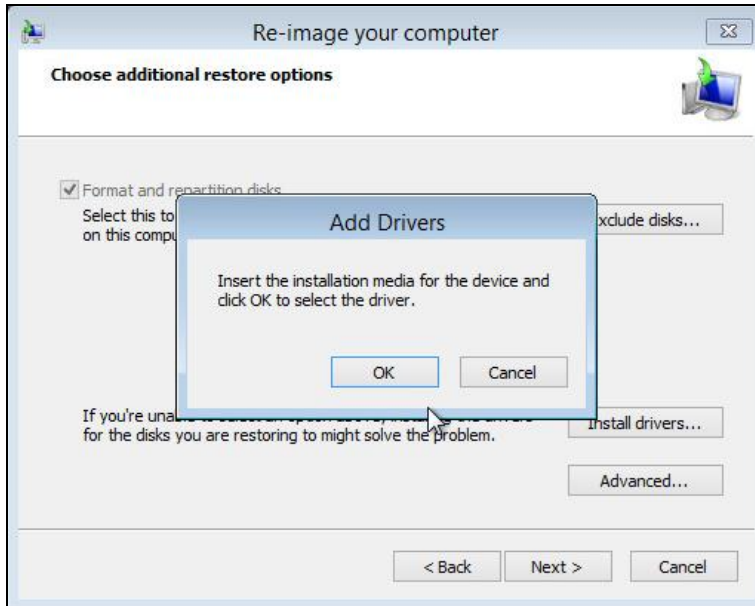 Re-image your computer
Choose additional restore options
Format and repartition disks
Select this to
on this compu
xclude disks...
Add Drivers
Insert the installation media for the device and
click OK to select the driver.
OK Cancel
If you're una
for the disks you are restoring to might solve the problem.
Install drivers...
Advanced...
< Back Next > Cancel